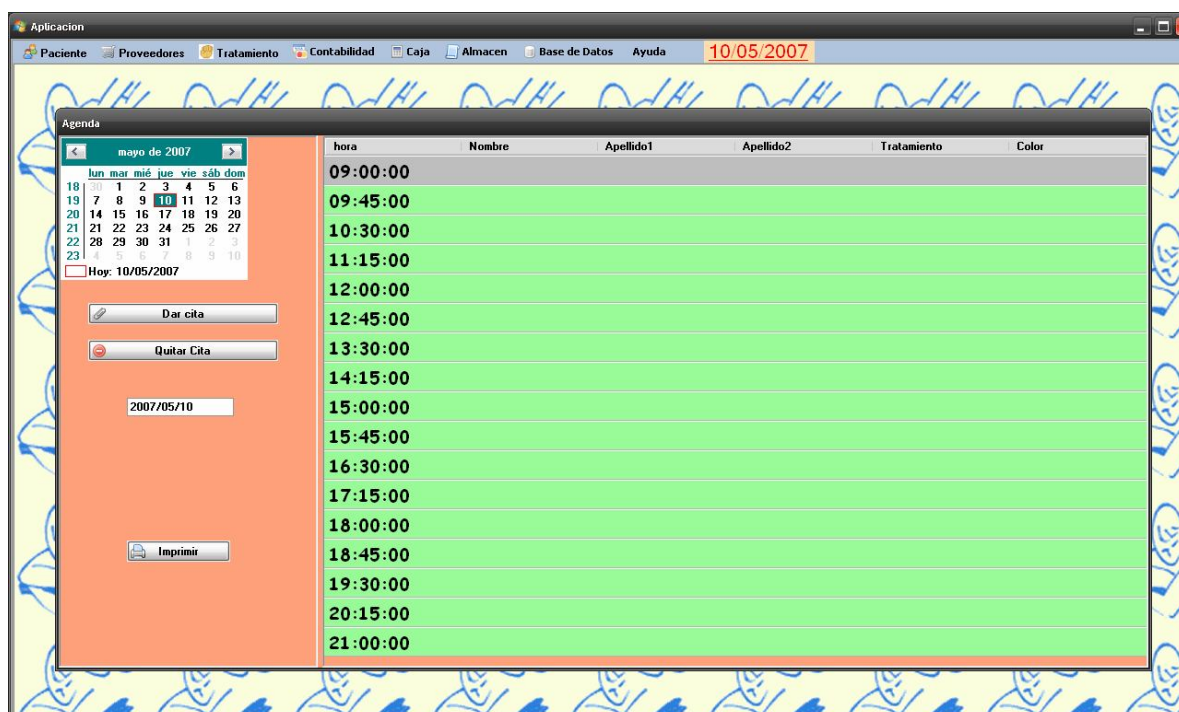 Aplicacion
Paciente Proveedores Tratamiento Contabilidad Caja Almacen Base de Datos Ayuda 10/05/2007
Agenda
mayo de 2007
lun mar mié jue vie sáb dom
18 30 1 2 3 4 5 6
19 7 8 9 10 11 12 13
20 14 15 16 17 18 19 20
21 21 22 23 24 25 26 27
22 28 29 30 31 1 2 3
23 4 5 6 7 8 9 10
Hoy: 10/05/2007
Dar cita
Quitar Cita
2007/05/10
Imprimir
hora Nombre Apellido1 Apellido2 Tratamiento Color
09:00:00
09:45:00
10:30:00
11:15:00
12:00:00
12:45:00
13:30:00
14:15:00
15:00:00
15:45:00
16:30:00
17:15:00
18:00:00
18:45:00
19:30:00
20:15:00
21:00:00